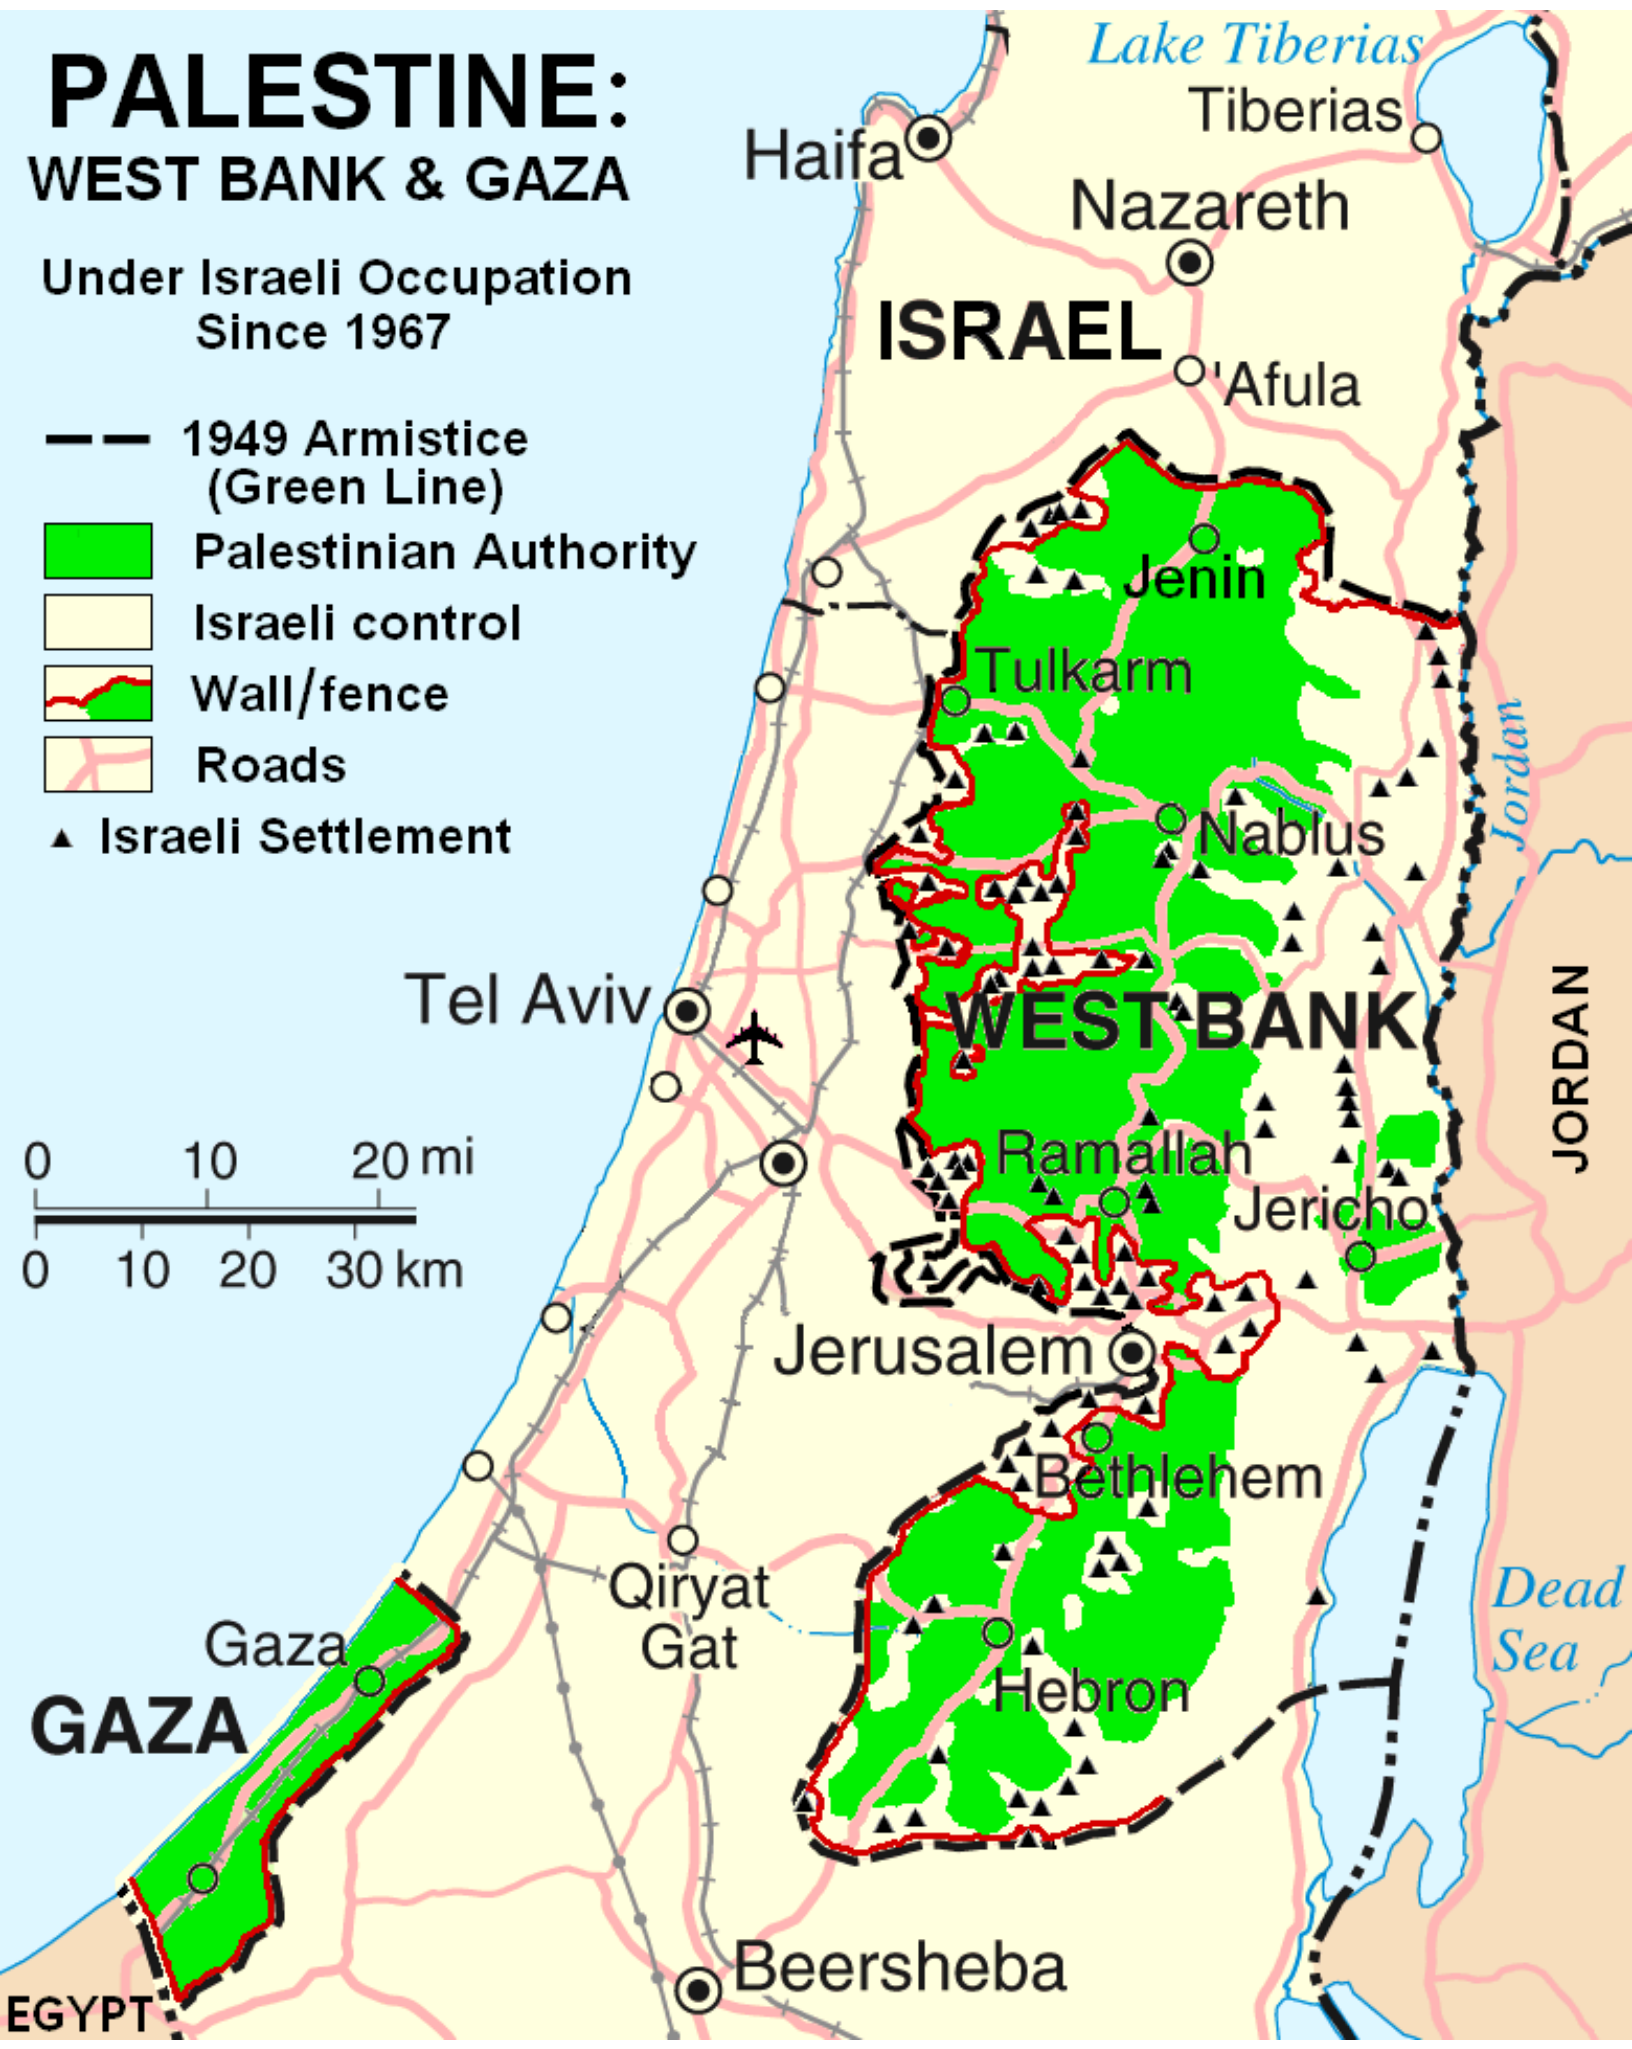 PALESTINE:
WEST BANK & GAZA
Under Israeli Occupation
Since 1967
1949 Armistice
(Green Line)
Palestinian Authority
Israeli control
Wall/fence
Roads
Israeli Settlement
Lake Tiberias
Tiberias
Haifa
Nazareth
ISRAEL
'Afula
Jenin
Tulkarm
Jordan
Nablus
Tel Aviv
WEST BANK
JORDAN
0 10 20 mi
0 10 20 30 km
Ramallah
Jericho
Jerusalem
Bethlehem
Qiryat
Gat
Dead
Sea
Gaza
GAZA
Hebron
Beersheba
EGYPT